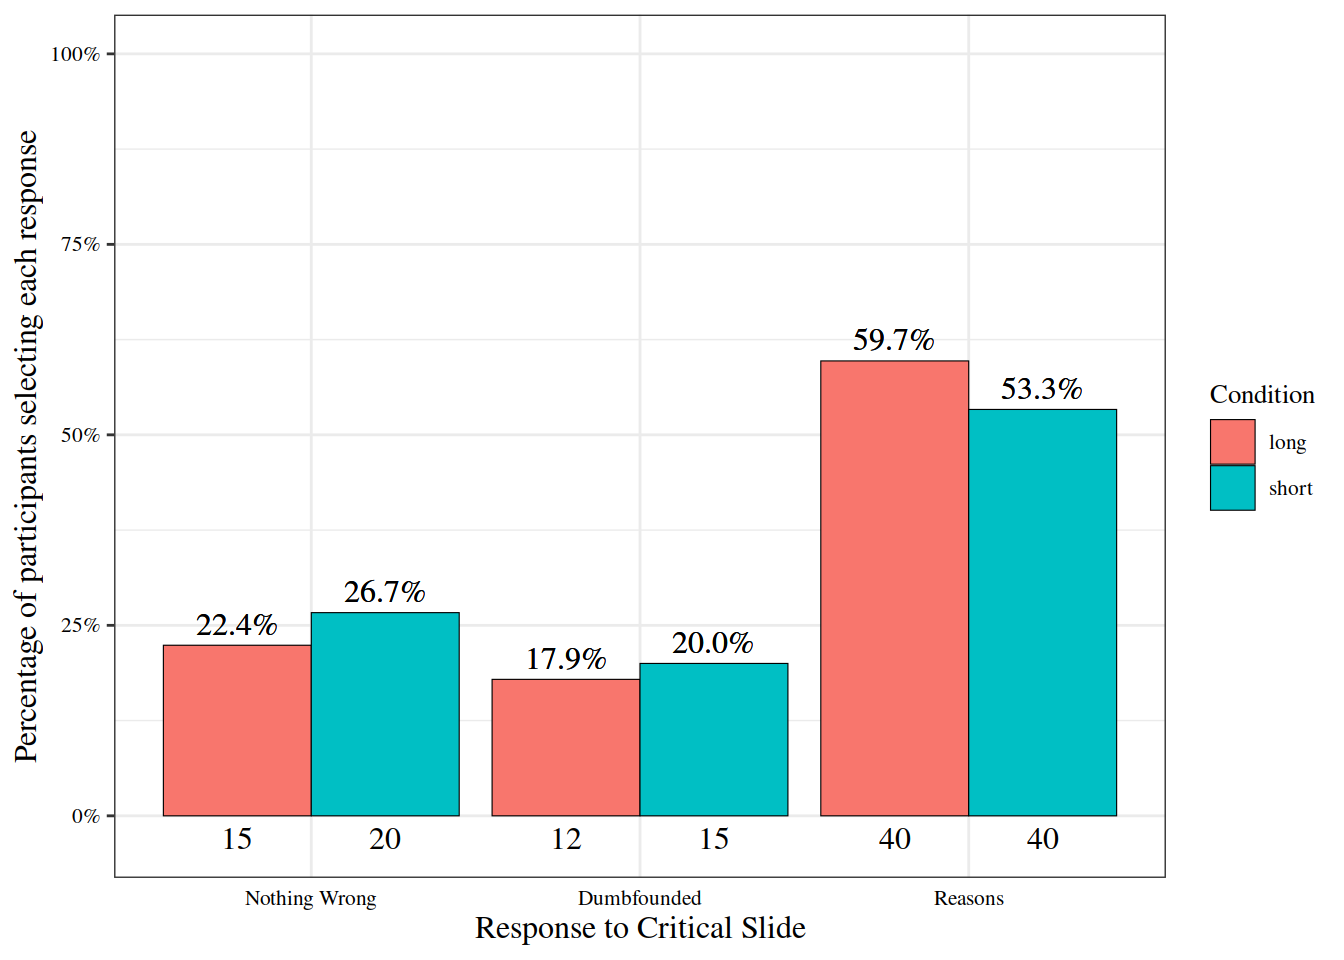 Percentage of participants selecting each response
100%
75%
50%
25%
0%
22.4%
26.7%
17.9%
20.0%
59.7%
53.3%
15
20
12
15
40
40
Nothing Wrong
Dumbfounded
Reasons
Response to Critical Slide
Condition
long
short